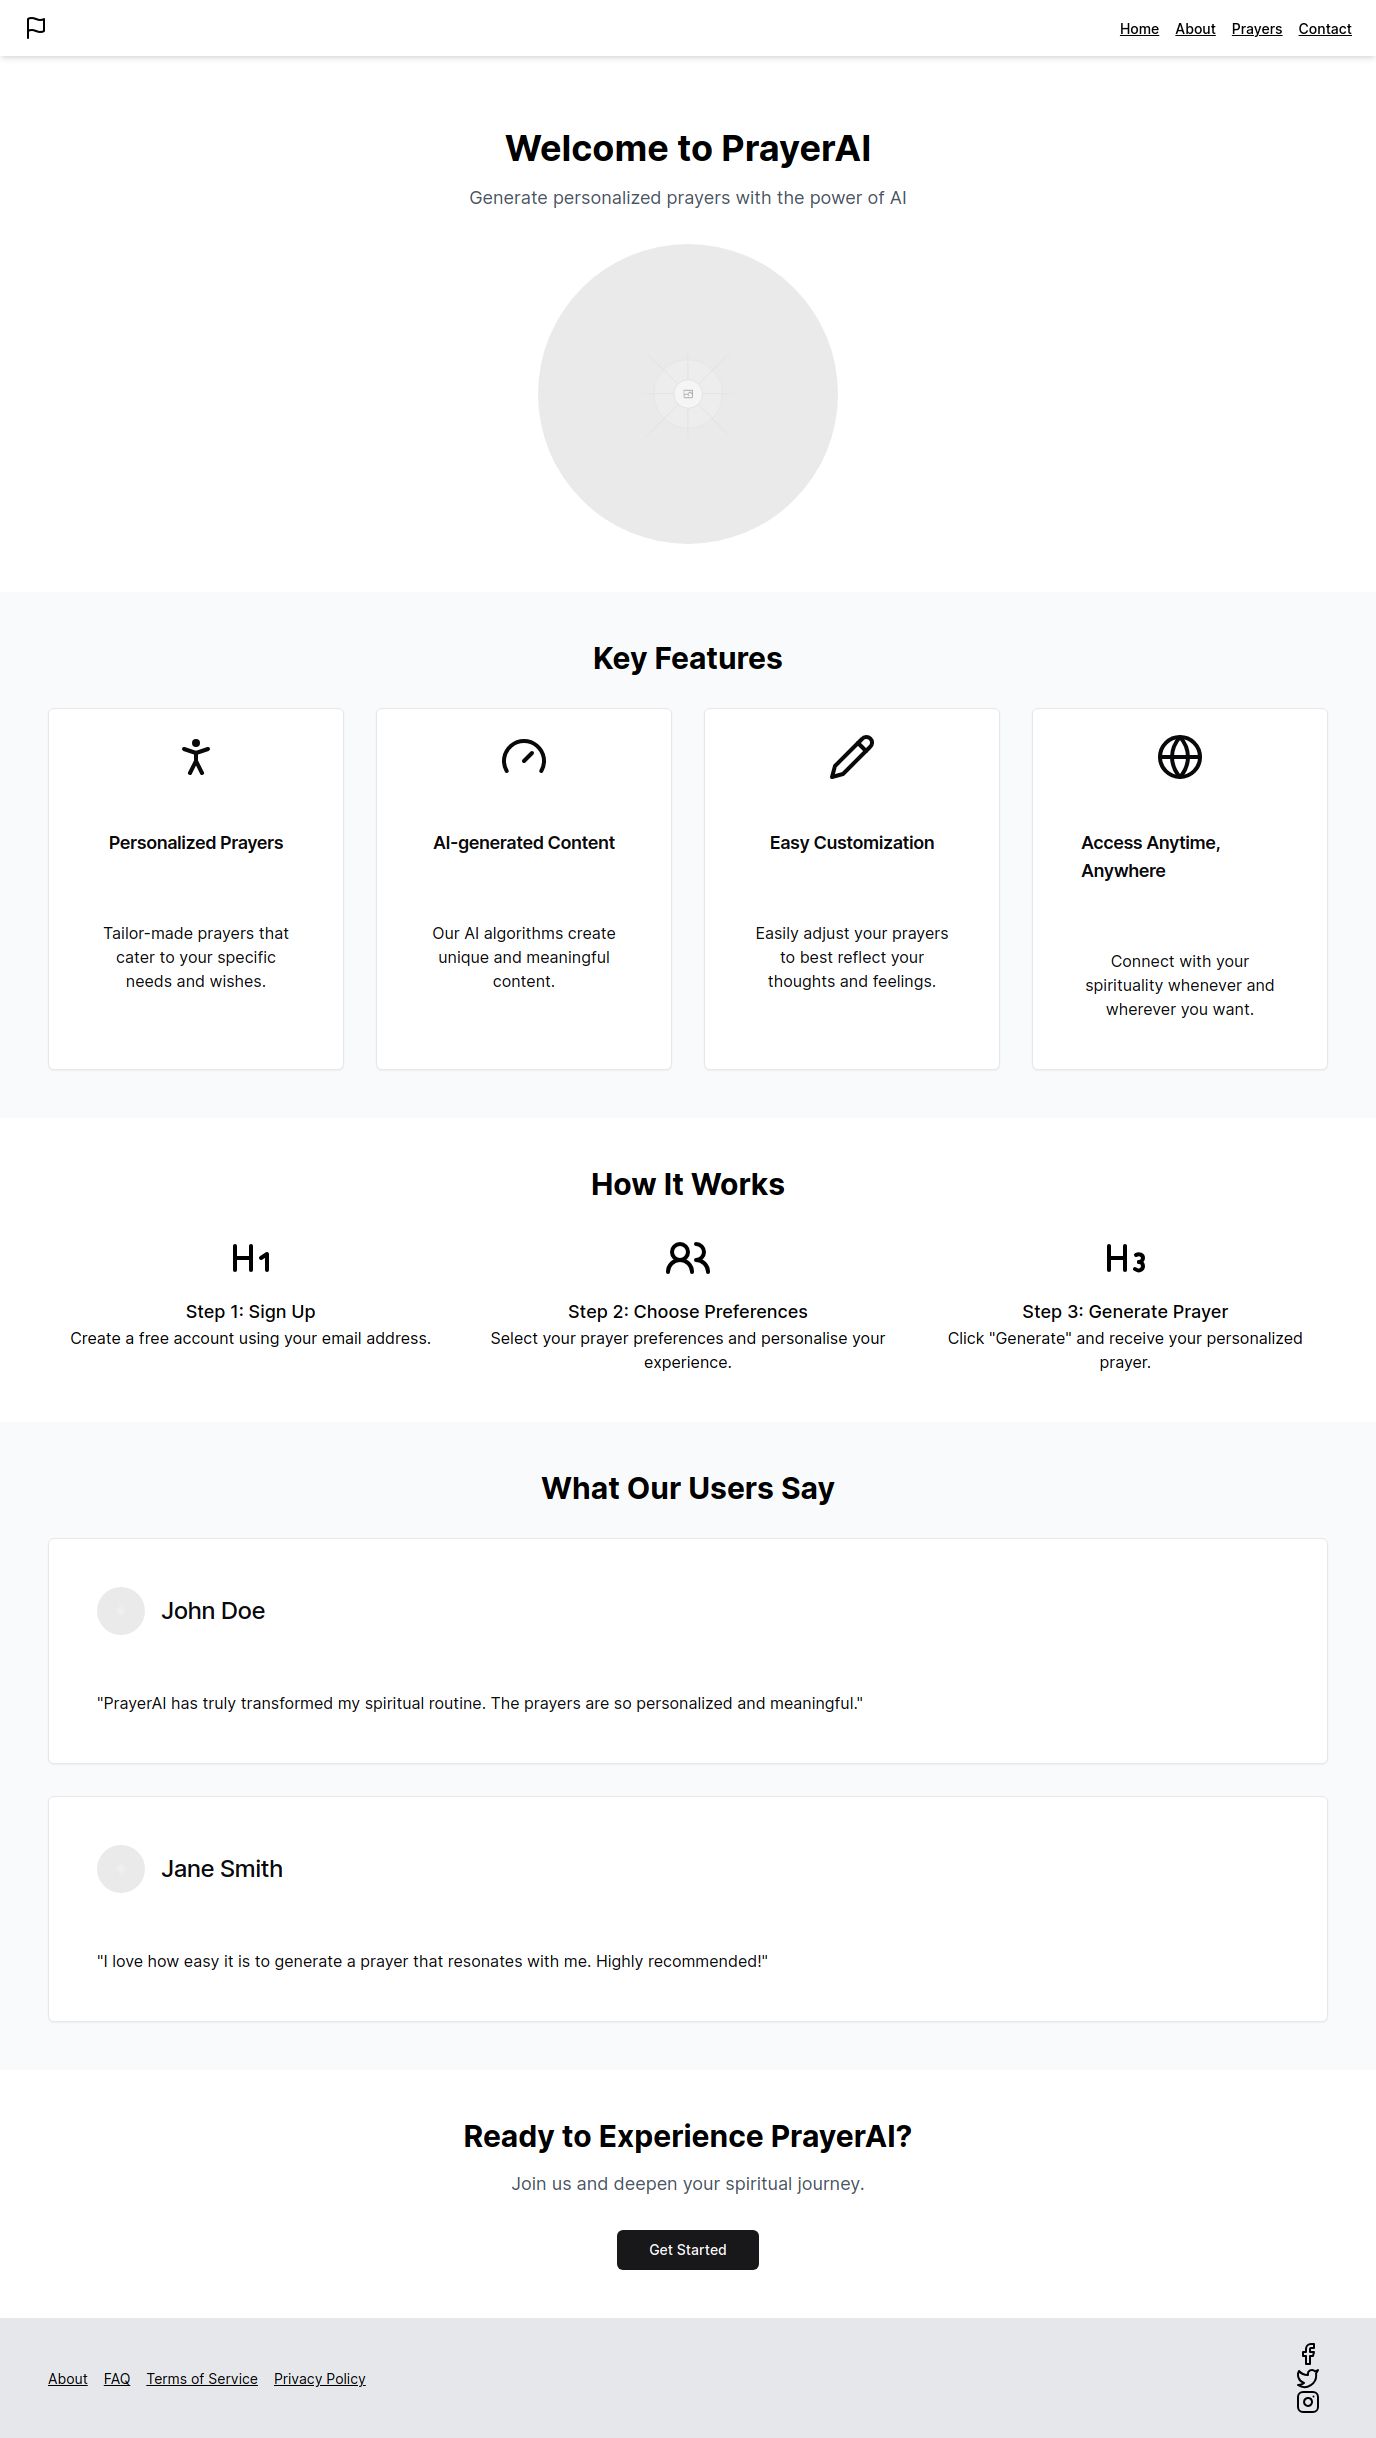 Home About Prayers Contact
Welcome to PrayerAI
Generate personalized prayers with the power of AI
Key Features
Personalized Prayers
Tailor-made prayers that
cater to your specific
needs and wishes.
AI-generated Content
Our AI algorithms create
unique and meaningful
content.
Easy Customization
Easily adjust your prayers
to best reflect your
thoughts and feelings.
Access Anytime,
Anywhere
Connect with your
spirituality whenever and
wherever you want.
How It Works
H1
Step 1: Sign Up
Create a free account using your email address.
Step 2: Choose Preferences
Select your prayer preferences and personalise your
experience.
H3
Step 3: Generate Prayer
Click "Generate" and receive your personalized
prayer.
What Our Users Say
John Doe
"PrayerAI has truly transformed my spiritual routine. The prayers are so personalized and meaningful."
Jane Smith
"I love how easy it is to generate a prayer that resonates with me. Highly recommended!"
Ready to Experience PrayerAI?
Join us and deepen your spiritual journey.
Get Started
About FAQ Terms of Service Privacy Policy